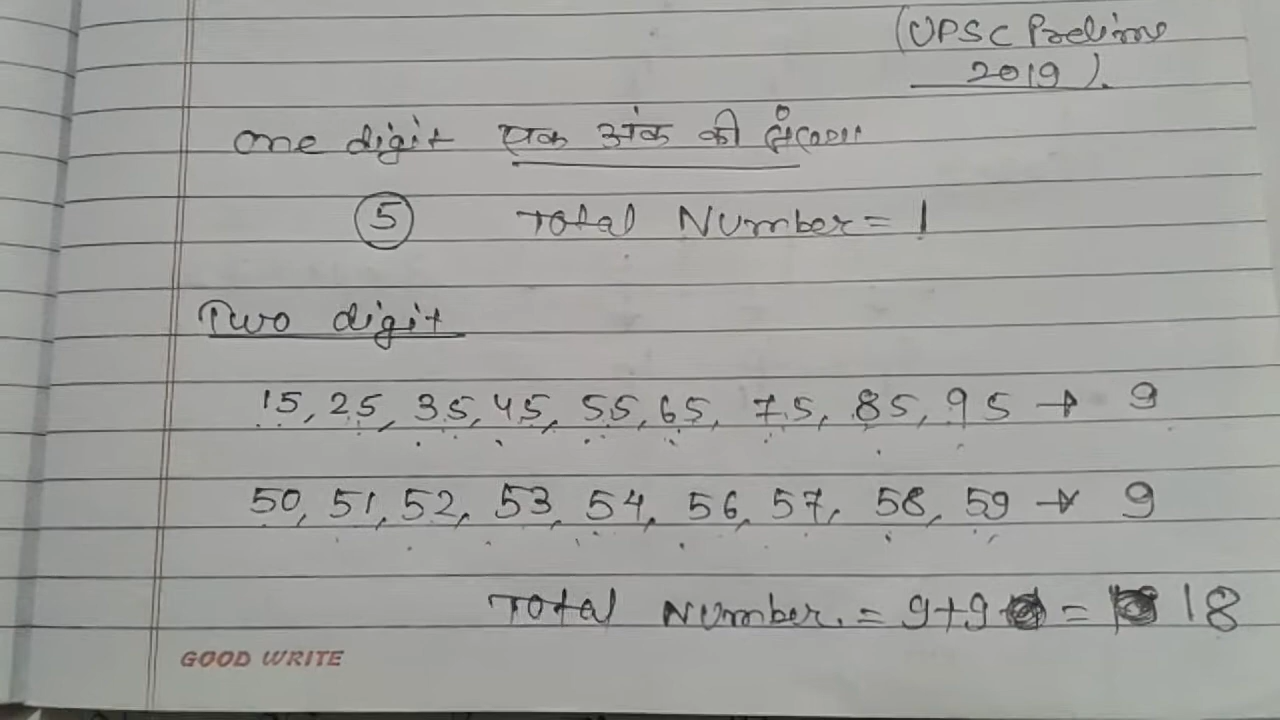 (UPSC Prelims
2019).
one digit एक अंक की संख्या
5 Total Number = 1
Two digit
15, 25, 35, 45, 55, 65, 75, 85, 95 → 9
50, 51, 52, 53, 54, 56, 57, 58, 59 → 9
Total Number. = 9+9 = 18
GOOD WRITE